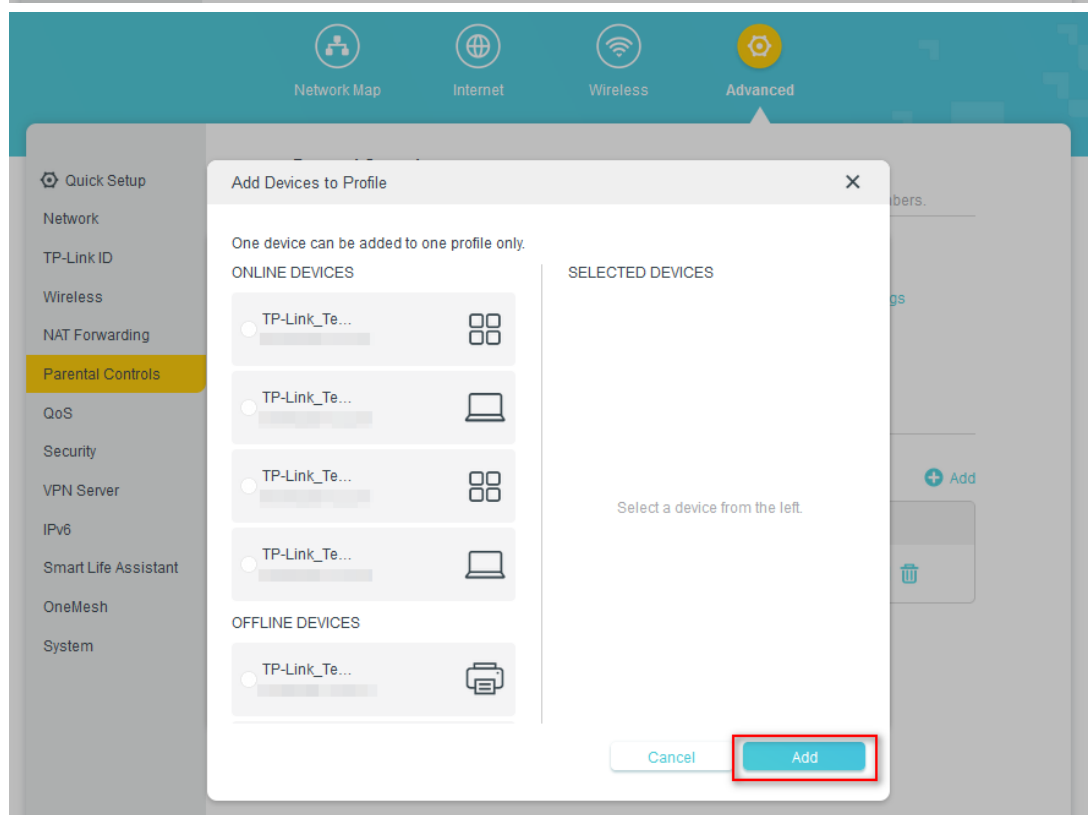 Network Map
Internet
Wireless
Advanced
Quick Setup
Network
TP-Link ID
Wireless
NAT Forwarding
Parental Controls
QoS
Security
VPN Server
IPv6
Smart Life Assistant
OneMesh
System
Add Devices to Profile
One device can be added to one profile only.
ONLINE DEVICES
TP-Link_Te...
TP-Link_Te...
TP-Link_Te...
TP-Link_Te...
OFFLINE DEVICES
TP-Link_Te...
SELECTED DEVICES
Select a device from the left.
Cancel
Add
Add